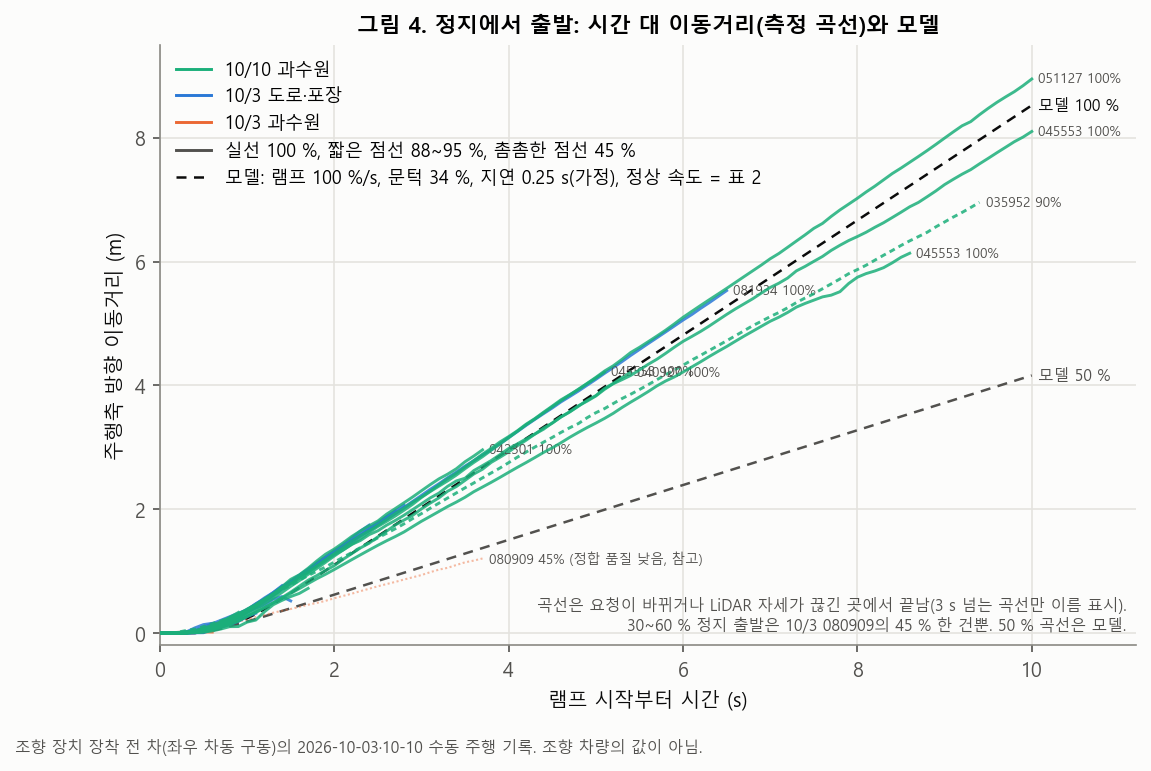 그림 4. 정지에서 출발: 시간 대 이동거리(측정 곡선)와 모델
10/10 과수원
10/3 도로·포장
10/3 과수원
실선 100 %, 짧은 점선 88~95 %, 촘촘한 점선 45 %
모델: 램프 100 %/s, 문턱 34 %, 지연 0.25 s(가정), 정상 속도 = 표 2
051127 100%
모델 100 %
045553 100%
035952 90%
045553 100%
081934 100%
040927 100%
모델 50 %
042301 100%
080909 45% (정합 품질 낮음, 참고)
곡선은 요청이 바뀌거나 LiDAR 자세가 끊긴 곳에서 끝남(3 s 넘는 곡선만 이름 표시).
30~60 % 정지 출발은 10/3 080909의 45 % 한 건뿐. 50 % 곡선은 모델.
주행축 방향 이동거리 (m)
8
6
4
2
0
0 2 4 6 8 10
램프 시작부터 시간 (s)
조향 장치 장착 전 차(좌우 차동 구동)의 2026-10-03·10-10 수동 주행 기록. 조향 차량의 값이 아님.